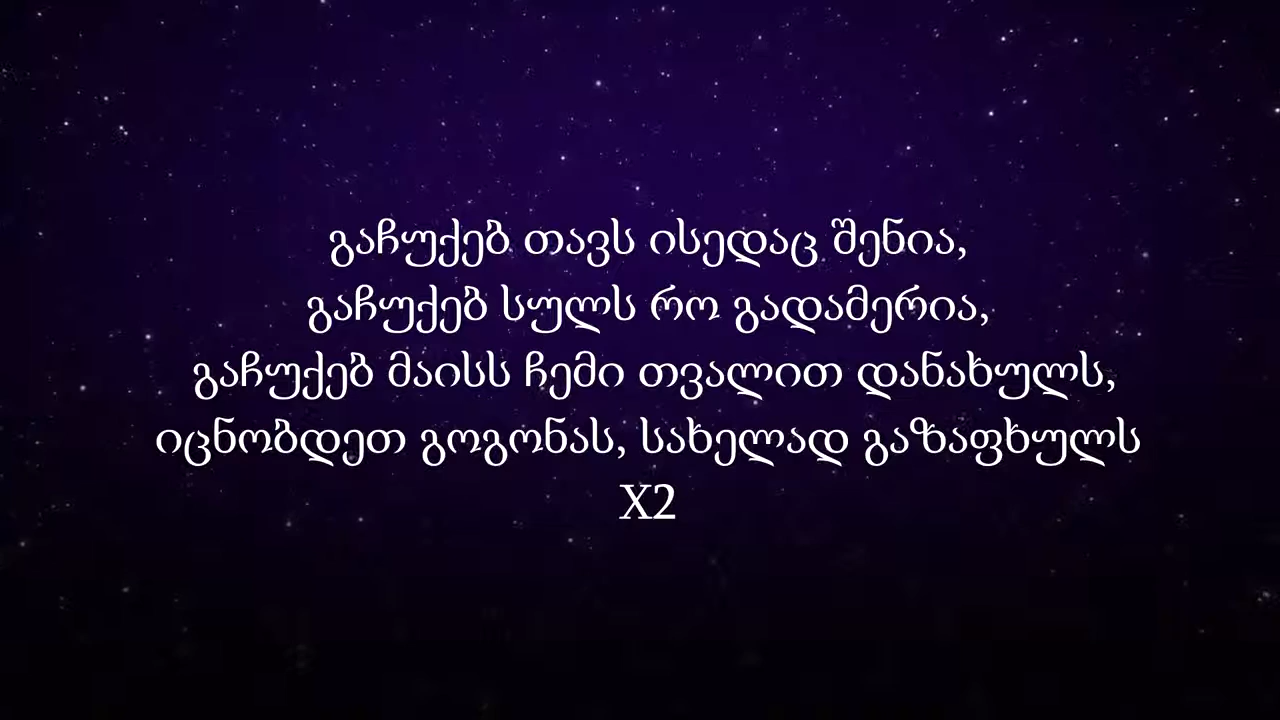 გაჩუქებ თავს ისედაც შენია,
გაჩუქებ სულს რო გადამერია,
გაჩუქებ მაისს ჩემი თვალით დანახულს,
იცნობდეთ გოგონას, სახელად გაზაფხულს
X2